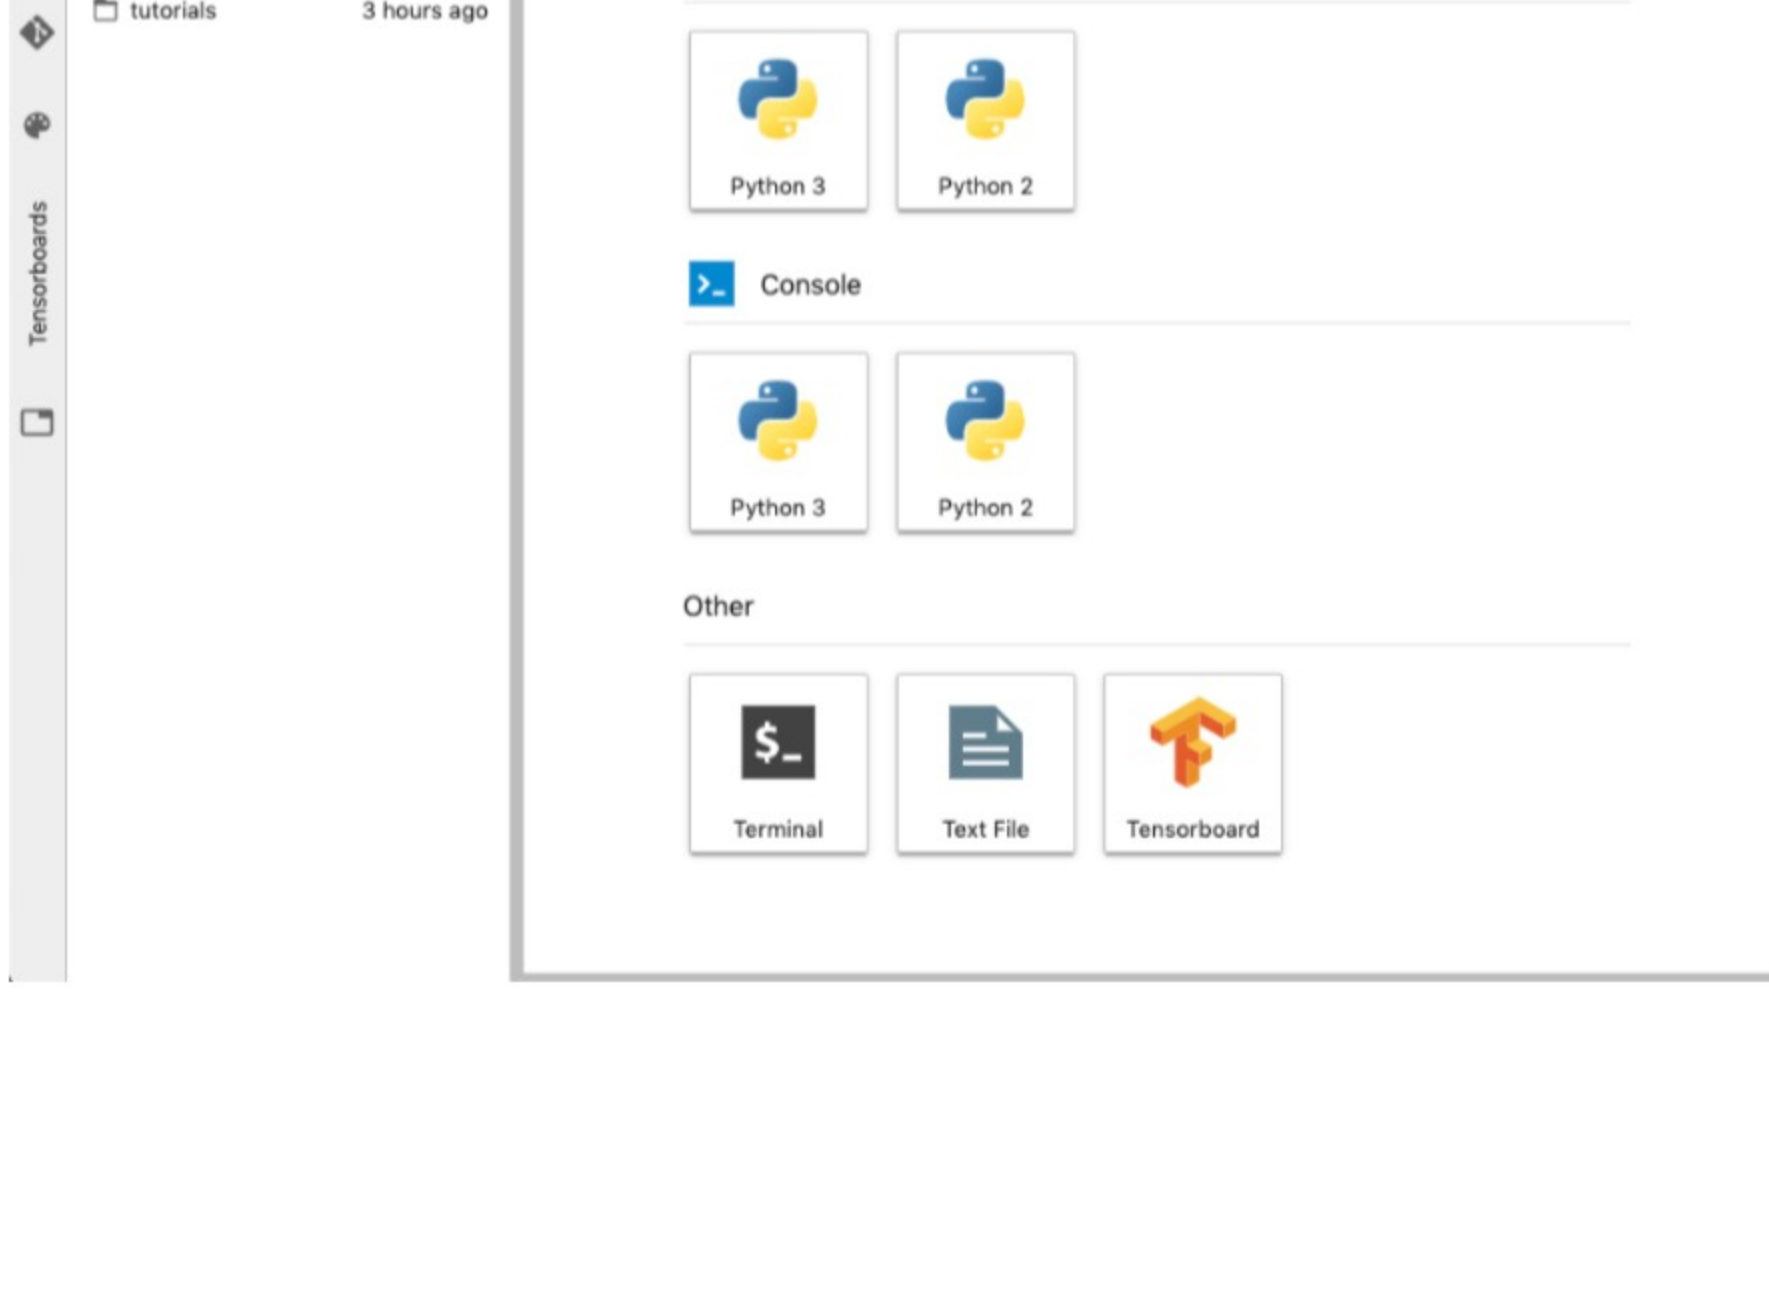 tutorials 3 hours ago
Python 3 Python 2
Tensorboards
>_ Console
Python 3 Python 2
Other
$_
Terminal Text File Tensorboard